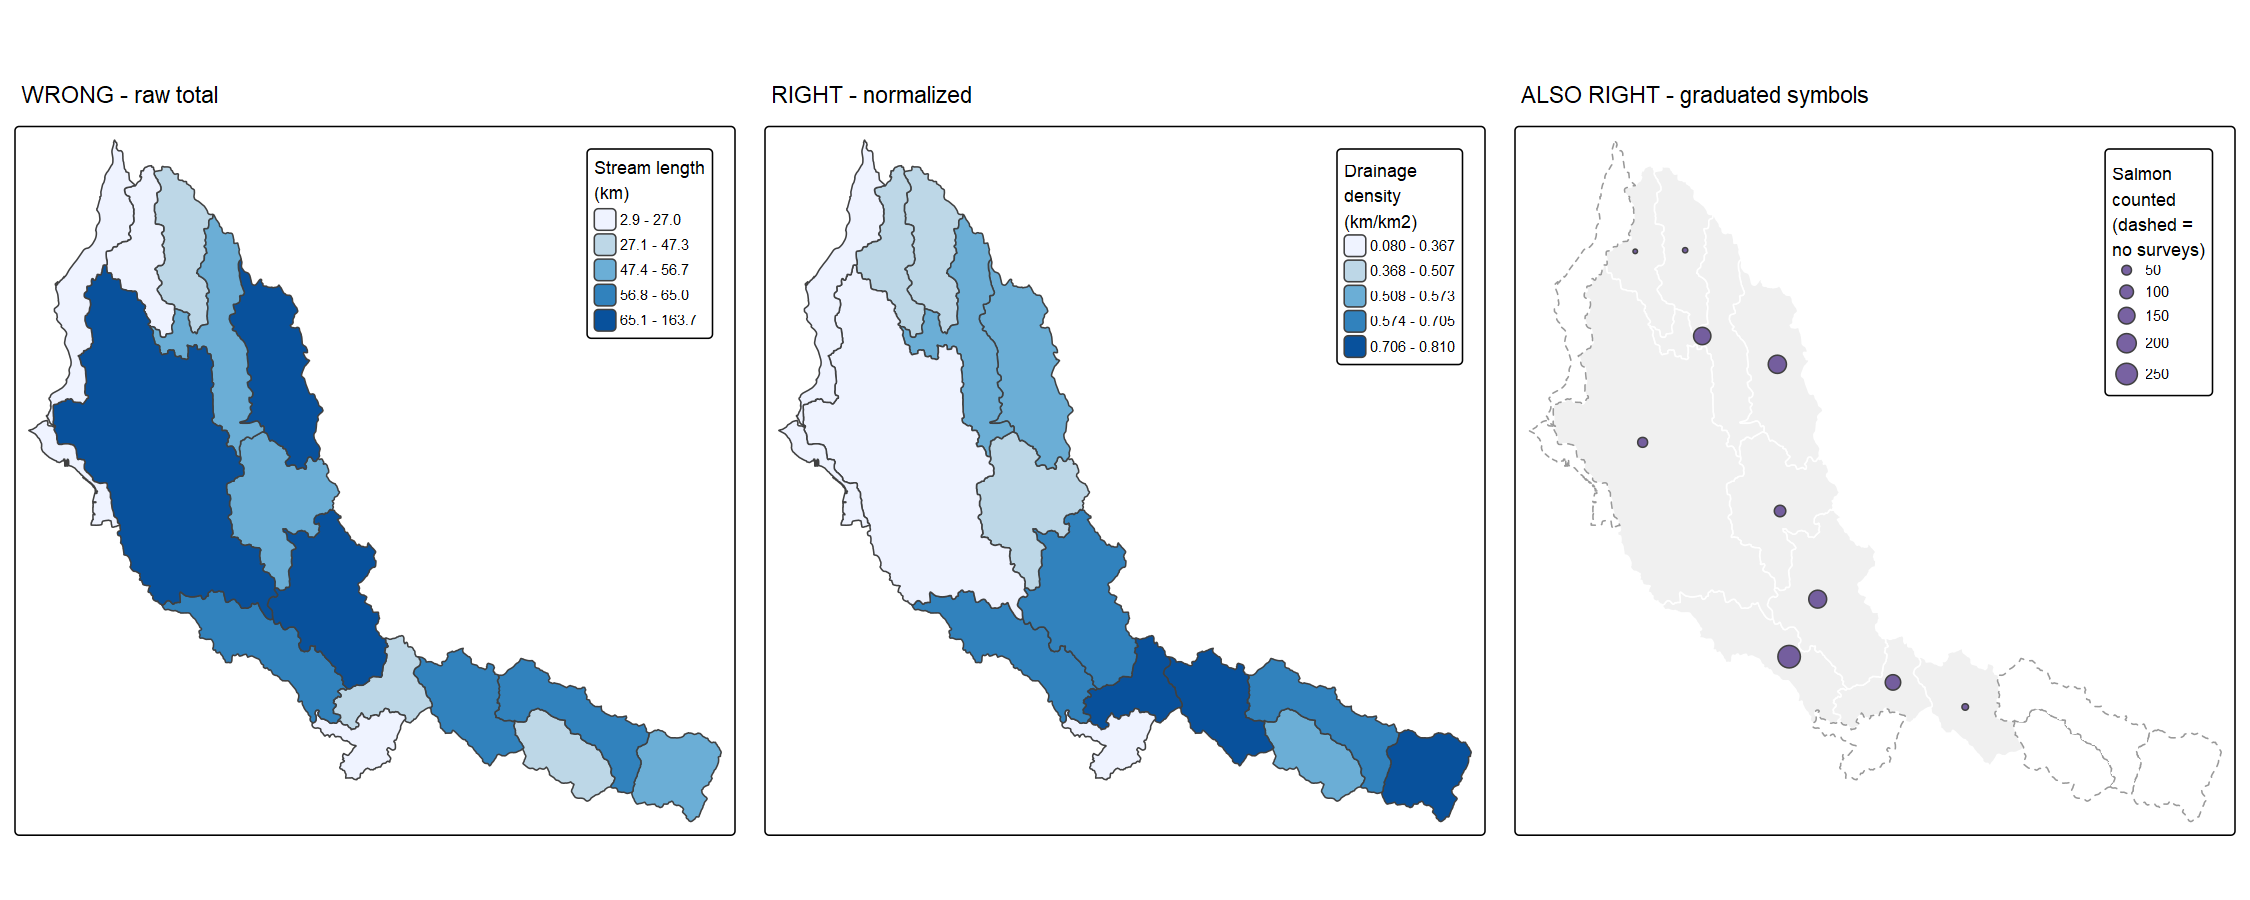 WRONG - raw total
Stream length
(km)
2.9 - 27.0
27.1 - 47.3
47.4 - 56.7
56.8 - 65.0
65.1 - 163.7
RIGHT - normalized
Drainage
density
(km/km2)
0.080 - 0.367
0.368 - 0.507
0.508 - 0.573
0.574 - 0.705
0.706 - 0.810
ALSO RIGHT - graduated symbols
Salmon
counted
(dashed =
no surveys)
50
100
150
200
250